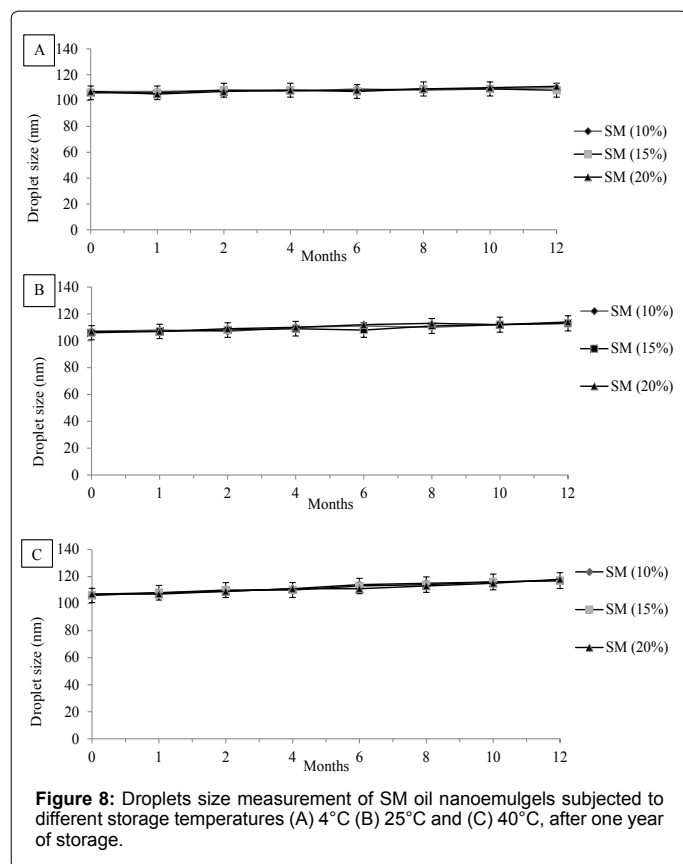 A
140
120
100
80
60
40
20
0
Droplet size (nm)
0 1 2 4 6 8 10 12
Months
SM (10%)
SM (15%)
SM (20%)
B
140
120
100
80
60
40
20
0
Droplet size (nm)
0 1 2 4 6 8 10 12
Months
SM (10%)
SM (15%)
SM (20%)
C
140
120
100
80
60
40
20
0
Droplet size (nm)
0 1 2 4 6 8 10 12
Months
SM (10%)
SM (15%)
SM (20%)
Figure 8: Droplets size measurement of SM oil nanoemulgels subjected to
different storage temperatures (A) 4°C (B) 25°C and (C) 40°C, after one year
of storage.